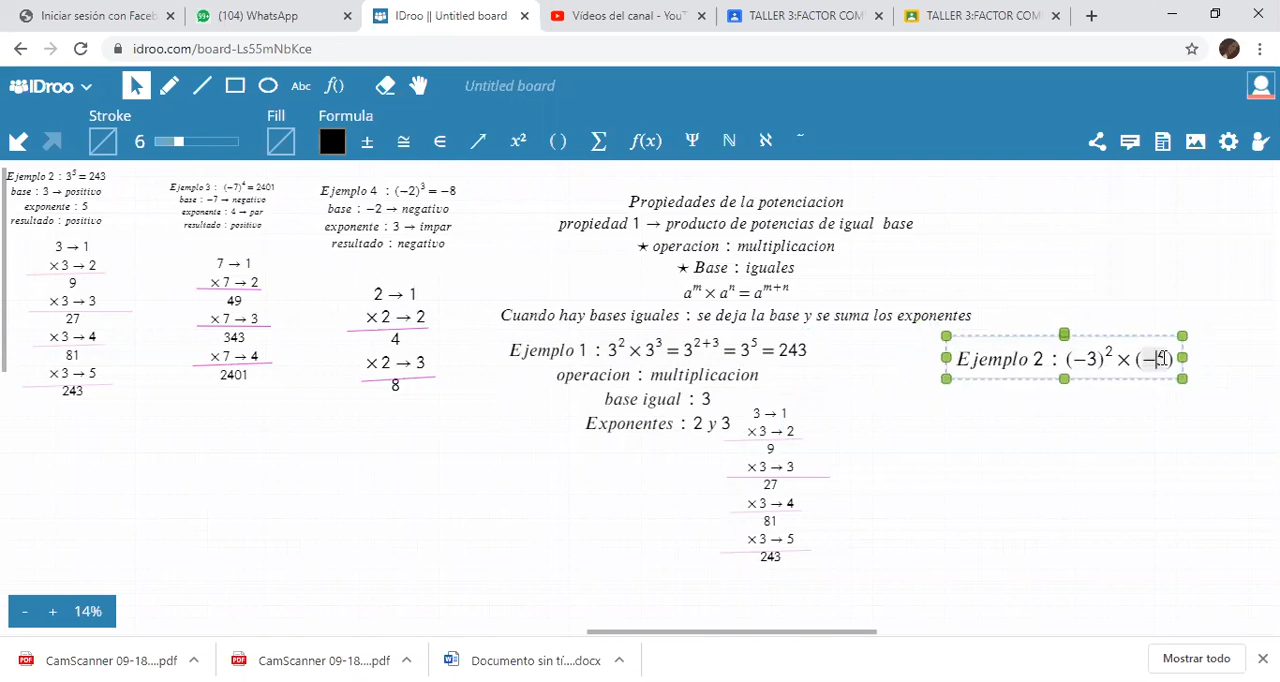 Iniciar sesión con Faceb
(104) WhatsApp
IDroo || Untitled board
Vídeos del canal - YouT
TALLER 3:FACTOR COM
TALLER 3:FACTOR COM
idroo.com/board-Ls55mNbKce
IDroo
Abc
f()
Untitled board
Stroke
Fill
Formula
6
± ≅ ∈ x² ( ) ∑ f(x) Ψ ℕ ℵ ~
Ejemplo 2 : 3⁵ = 243
base : 3 → positivo
exponente : 5
resultado : positivo
3 → 1
× 3 → 2
9
× 3 → 3
27
× 3 → 4
81
× 3 → 5
243
Ejemplo 3 : (−7)⁴ = 2401
base : −7 → negativo
exponente : 4 → par
resultado : positivo
7 → 1
× 7 → 2
49
× 7 → 3
343
× 7 → 4
2401
Ejemplo 4 : (−2)³ = −8
base : −2 → negativo
exponente : 3 → impar
resultado : negativo
2 → 1
× 2 → 2
4
× 2 → 3
8
Propiedades de la potenciacion
propiedad 1 → producto de potencias de igual base
★ operacion : multiplicacion
★ Base : iguales
aᵐ × aⁿ = aᵐ⁺ⁿ
Cuando hay bases iguales : se deja la base y se suma los exponentes
Ejemplo 1 : 3² × 3³ = 3²⁺³ = 3⁵ = 243
operacion : multiplicacion
base igual : 3
Exponentes : 2 y 3
3 → 1
× 3 → 2
9
× 3 → 3
27
× 3 → 4
81
× 3 → 5
243
Ejemplo 2 : (−3)² × (− )
- + 14%
CamScanner 09-18....pdf
CamScanner 09-18....pdf
Documento sin tí....docx
Mostrar todo